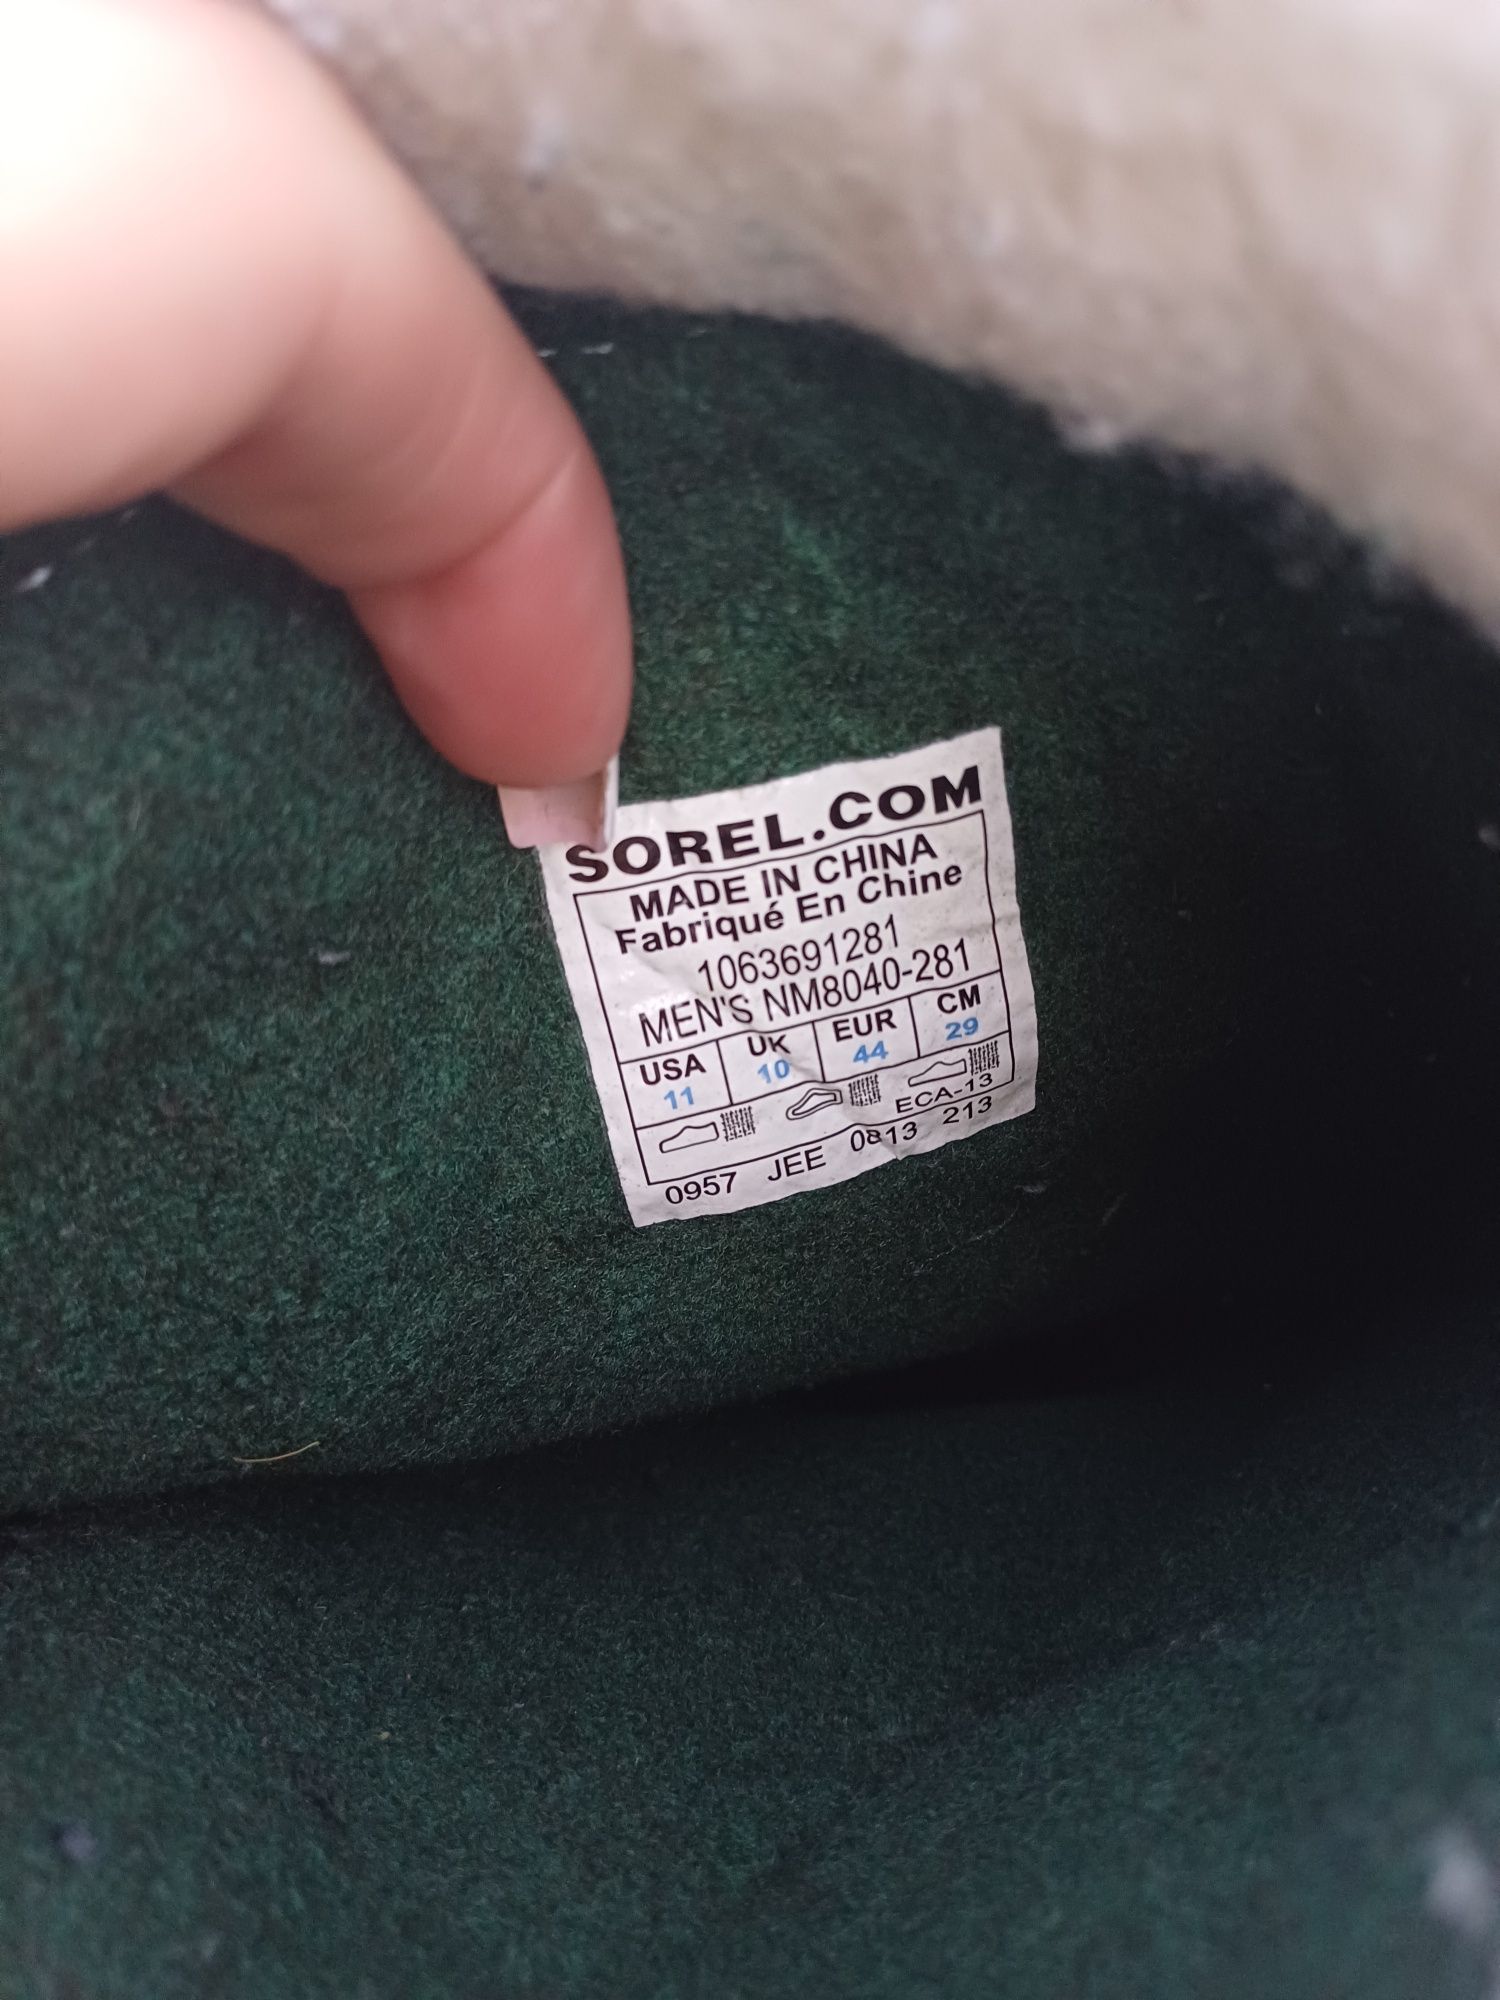 SOREL.COM
MADE IN CHINA
Fabriqué En Chine
1063691281
MEN'S NM8040-281
USA UK EUR CM
11 10 44 29
ECA-13
0957 JEE 0813 213